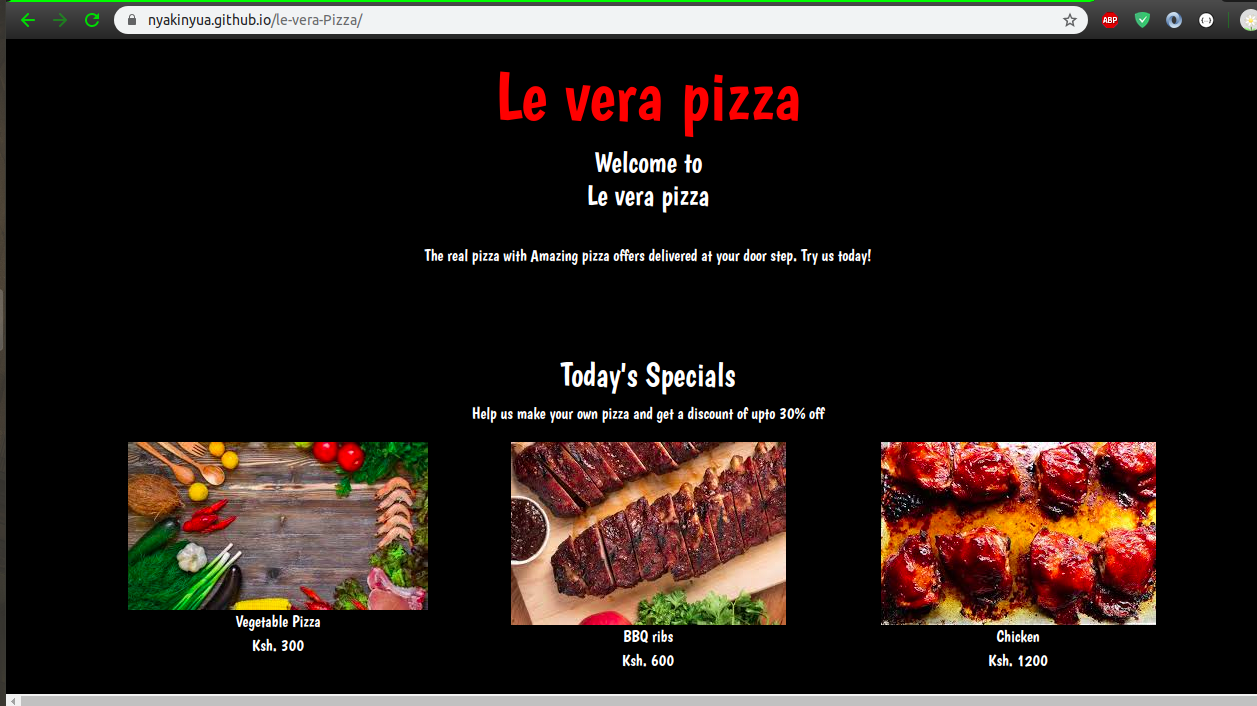 nyakinyua.github.io/le-vera-Pizza/
ABP
Le vera pizza
Welcome to
Le vera pizza
The real pizza with Amazing pizza offers delivered at your door step. Try us today!
Today's Specials
Help us make your own pizza and get a discount of upto 30% off
Vegetable Pizza
Ksh. 300
BBQ ribs
Ksh. 600
Chicken
Ksh. 1200